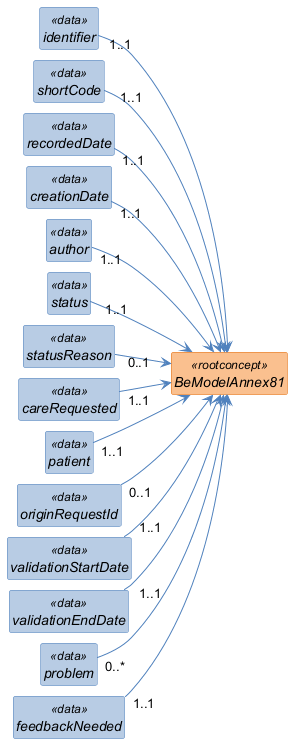 «data»
identifier
1..1
«data»
shortCode
1..1
«data»
recordedDate
1..1
«data»
creationDate
1..1
«data»
author
1..1
«data»
status
1..1
«data»
statusReason
0..1
«rootconcept»
BeModelAnnex81
«data»
careRequested
1..1
«data»
patient
1..1
«data»
originRequestId
0..1
«data»
validationStartDate
1..1
«data»
validationEndDate
1..1
«data»
problem
0..*
«data»
feedbackNeeded
1..1